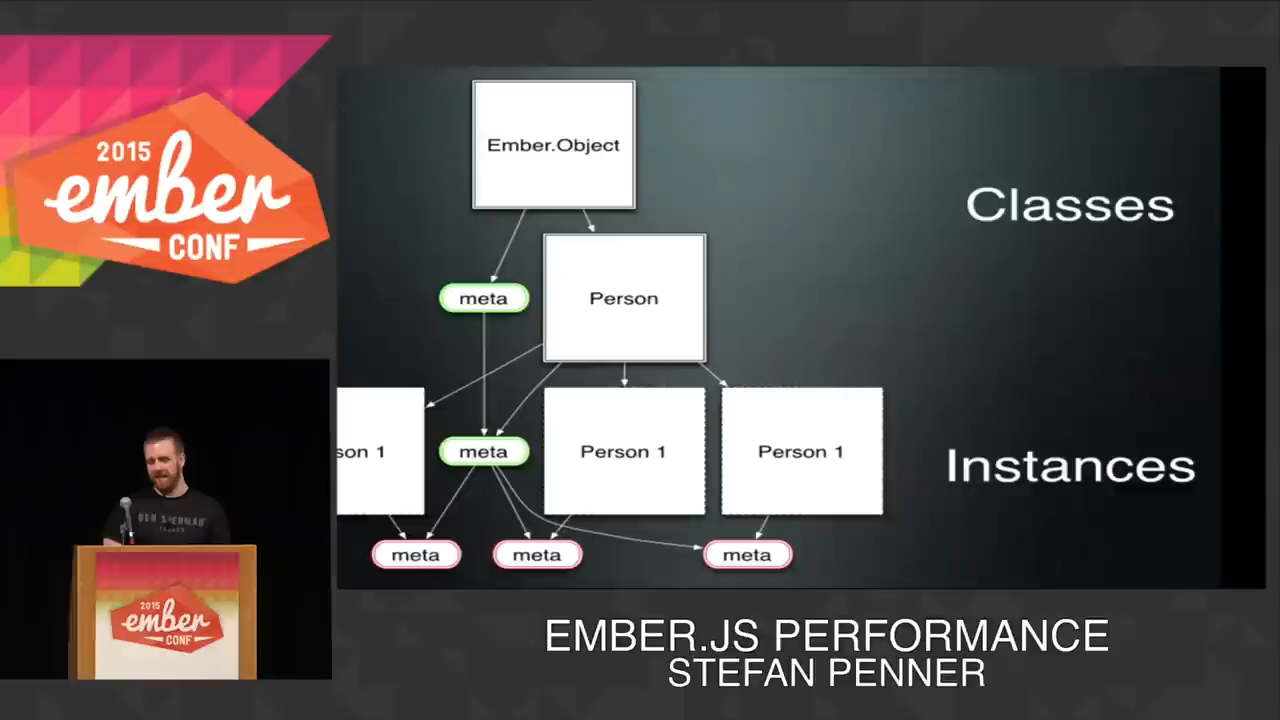 2015
ember
CONF
Ember.Object
Classes
meta
Person
son 1
meta
Person 1
Person 1
Instances
meta
meta
meta
2015
ember
CONF
EMBER.JS PERFORMANCE
STEFAN PENNER